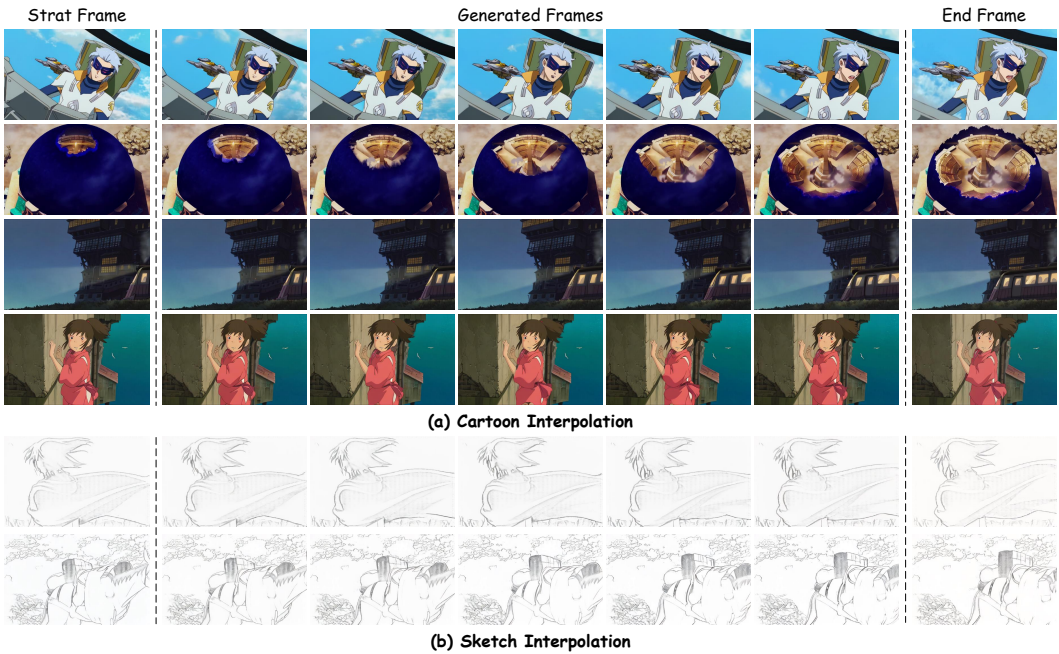 Strat Frame
Generated Frames
End Frame
(a) Cartoon Interpolation
(b) Sketch Interpolation